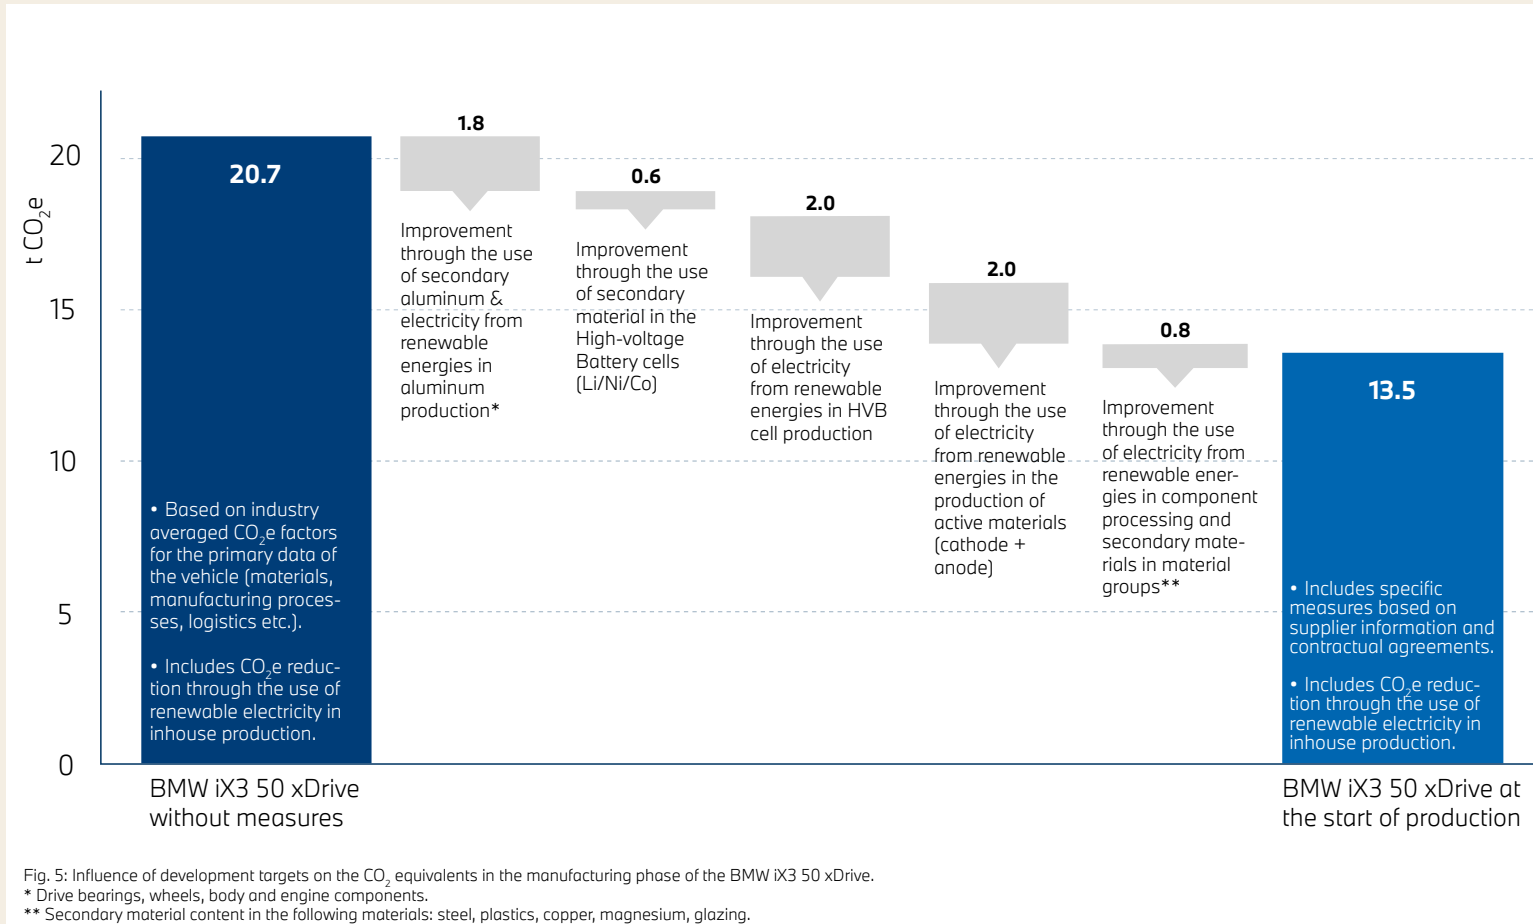 t CO₂e
20
15
10
5
0
20.7
• Based on industry
averaged CO₂e factors
for the primary data of
the vehicle (materials,
manufacturing proces-
ses, logistics etc.).
• Includes CO₂e reduc-
tion through the use of
renewable electricity in
inhouse production.
BMW iX3 50 xDrive
without measures
1.8
Improvement
through the use
of secondary
aluminum &
electricity from
renewable
energies in
aluminum
production*
0.6
Improvement
through the use
of secondary
material in the
High-voltage
Battery cells
(Li/Ni/Co)
2.0
Improvement
through the use
of electricity
from renewable
energies in HVB
cell production
2.0
Improvement
through the use
of electricity
from renewable
energies in the
production of
active materials
(cathode +
anode)
0.8
Improvement
through the use
of electricity from
renewable ener-
gies in component
processing and
secondary mate-
rials in material
groups**
13.5
• Includes specific
measures based on
supplier information and
contractual agreements.
• Includes CO₂e reduc-
tion through the use of
renewable electricity in
inhouse production.
BMW iX3 50 xDrive at
the start of production
Fig. 5: Influence of development targets on the CO₂ equivalents in the manufacturing phase of the BMW iX3 50 xDrive.
* Drive bearings, wheels, body and engine components.
** Secondary material content in the following materials: steel, plastics, copper, magnesium, glazing.